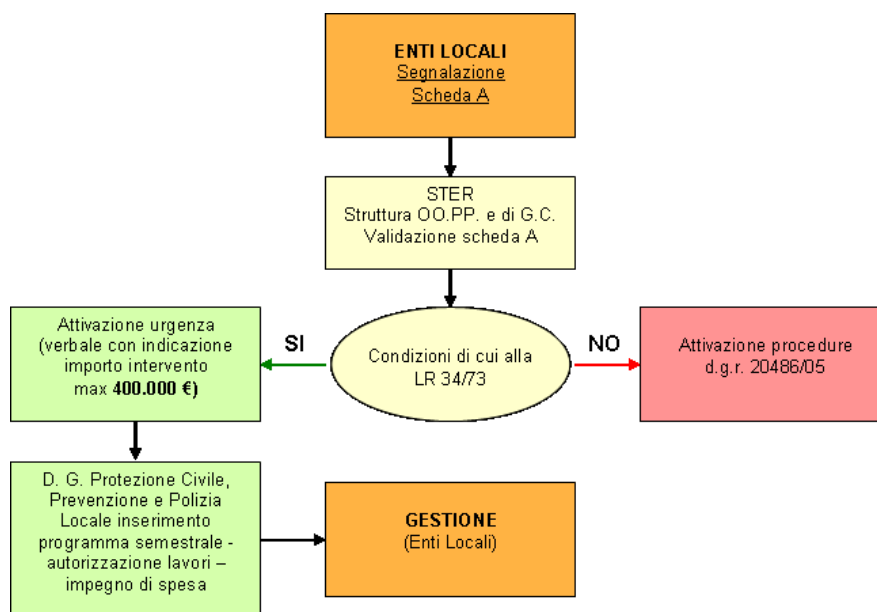 ENTI LOCALI
Segnalazione
Scheda A
STER
Struttura OO.PP. e di G.C.
Validazione scheda A
Attivazione urgenza
(verbale con indicazione
importo intervento
max 400.000 €)
SI
Condizioni di cui alla
LR 34/73
NO
Attivazione procedure
d.g.r. 20486/05
D. G. Protezione Civile,
Prevenzione e Polizia
Locale inserimento
programma semestrale -
autorizzazione lavori –
impegno di spesa
GESTIONE
(Enti Locali)